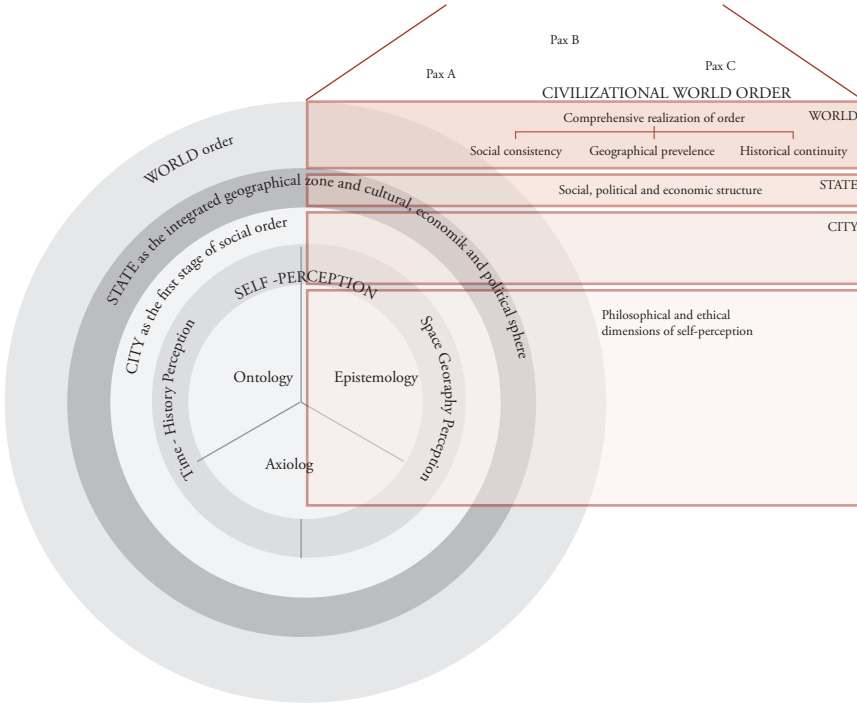 Pax B
Pax C
Pax A
CIVILIZATIONAL WORLD ORDER
Comprehensive realization of order
WORLD
Social consistency
Geographical prevelence
Historical continuity
Social, political and economic structure
STATE
CITY
Philosophical and ethical
dimensions of self-perception
WORLD order
STATE as the integrated geographical zone and cultural, economik and political sphere
CITY as the first stage of social order
SELF -PERCEPTION
Time - History Perception
Space Georaphy Perception
Ontology
Epistemology
Axiolog